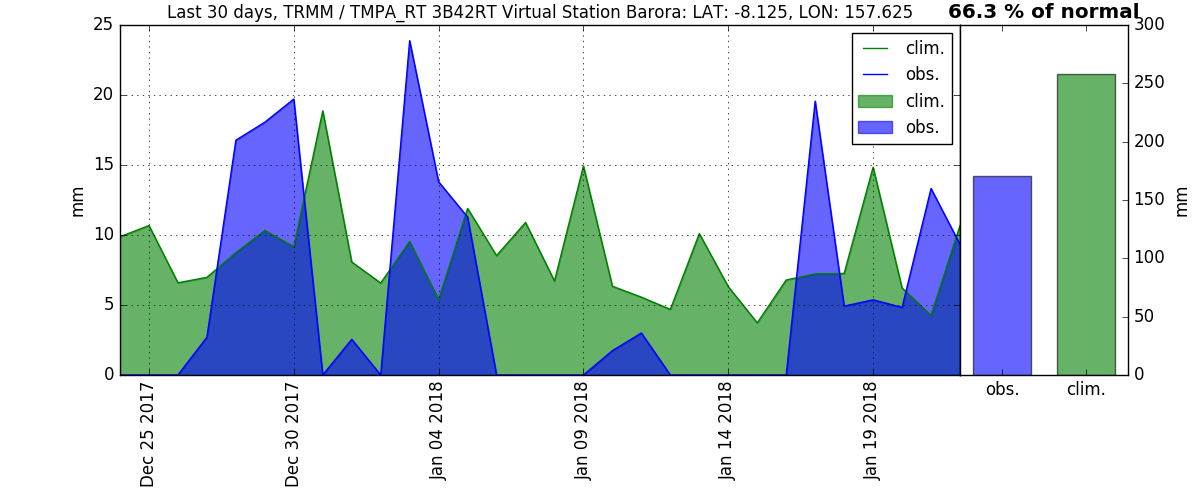 Last 30 days, TRMM / TMPA_RT 3B42RT Virtual Station Barora: LAT: -8.125, LON: 157.625
66.3 % of normal
25
20
15
10
5
0
mm
clim.
obs.
clim.
obs.
300
250
200
150
100
50
0
mm
Dec 25 2017
Dec 30 2017
Jan 04 2018
Jan 09 2018
Jan 14 2018
Jan 19 2018
obs.
clim.